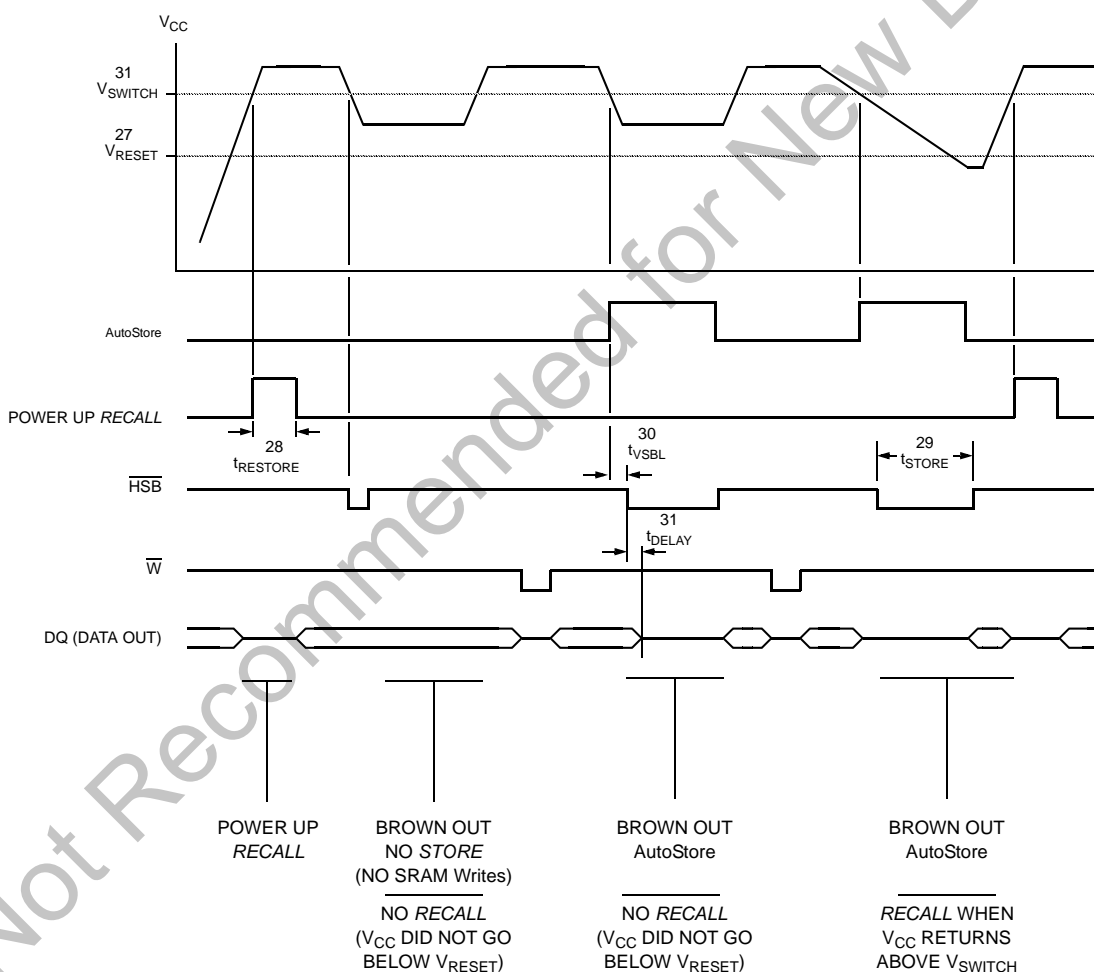 VCC
31
VSWITCH
27
VRESET
AutoStore
POWER UP RECALL
28
tRESTORE
30
tVSBL
29
tSTORE
HSB
31
tDELAY
W
DQ (DATA OUT)
POWER UP
RECALL
BROWN OUT
NO STORE
(NO SRAM Writes)
NO RECALL
(VCC DID NOT GO
BELOW VRESET)
BROWN OUT
AutoStore
NO RECALL
(VCC DID NOT GO
BELOW VRESET)
BROWN OUT
AutoStore
RECALL WHEN
VCC RETURNS
ABOVE VSWITCH
Not Recommended for New